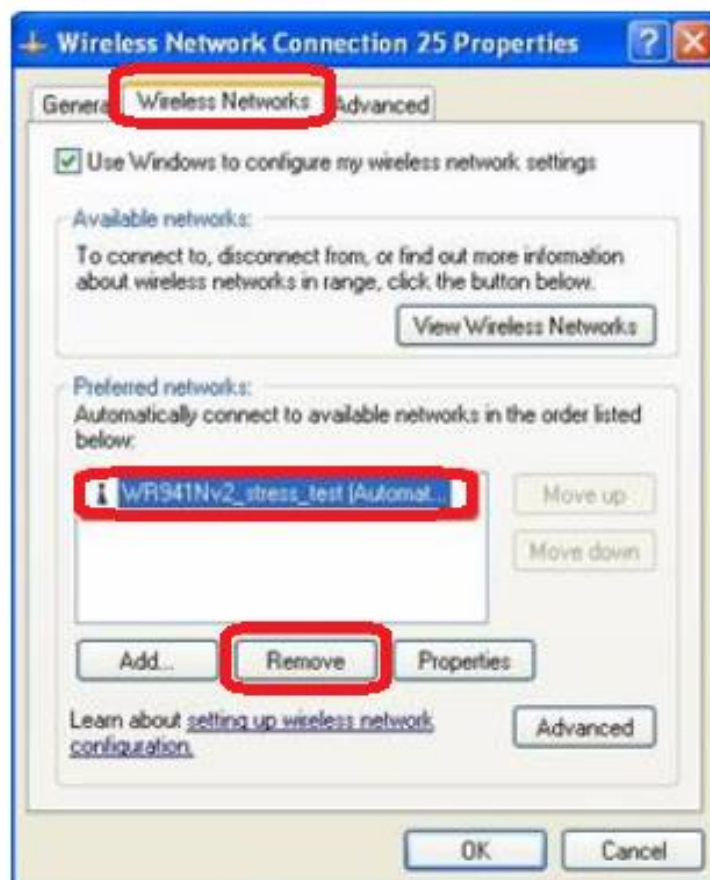 Wireless Network Connection 25 Properties
General
Wireless Networks
Advanced
Use Windows to configure my wireless network settings
Available networks:
To connect to, disconnect from, or find out more information
about wireless networks in range, click the button below.
View Wireless Networks
Preferred networks:
Automatically connect to available networks in the order listed
below:
WR941Nv2_stress_test (Automat...
Move up
Move down
Add...
Remove
Properties
Learn about setting up wireless network
configuration.
Advanced
OK
Cancel